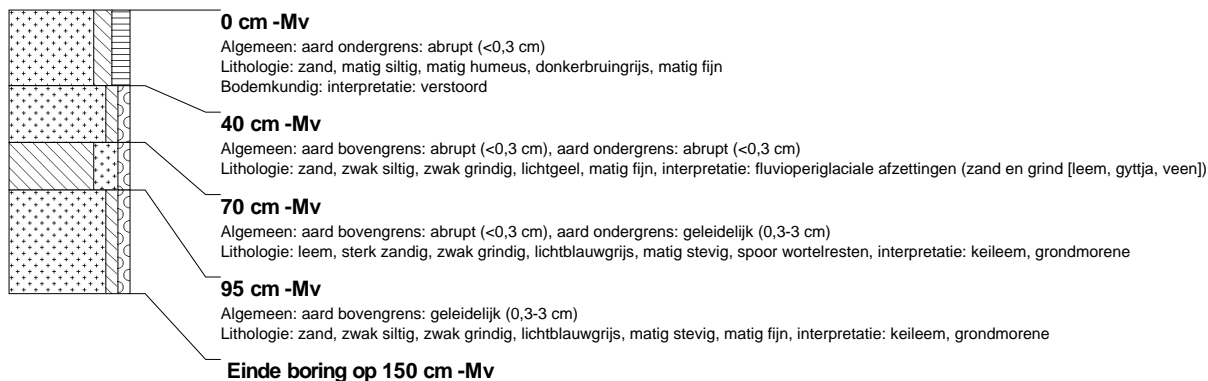 0 cm -Mv
Algemeen: aard ondergrens: abrupt (<0,3 cm)
Lithologie: zand, matig siltig, matig humeus, donkerbruingrijs, matig fijn
Bodemkundig: interpretatie: verstoord
40 cm -Mv
Algemeen: aard bovengrens: abrupt (<0,3 cm), aard ondergrens: abrupt (<0,3 cm)
Lithologie: zand, zwak siltig, zwak grindig, lichtgeel, matig fijn, interpretatie: fluvioperiglaciale afzettingen (zand en grind [leem, gyttja, veen])
70 cm -Mv
Algemeen: aard bovengrens: abrupt (<0,3 cm), aard ondergrens: geleidelijk (0,3-3 cm)
Lithologie: leem, sterk zandig, zwak grindig, lichtblauwgrijs, matig stevig, spoor wortelresten, interpretatie: keileem, grondmorene
95 cm -Mv
Algemeen: aard bovengrens: geleidelijk (0,3-3 cm)
Lithologie: zand, zwak siltig, zwak grindig, lichtblauwgrijs, matig stevig, matig fijn, interpretatie: keileem, grondmorene
Einde boring op 150 cm -Mv